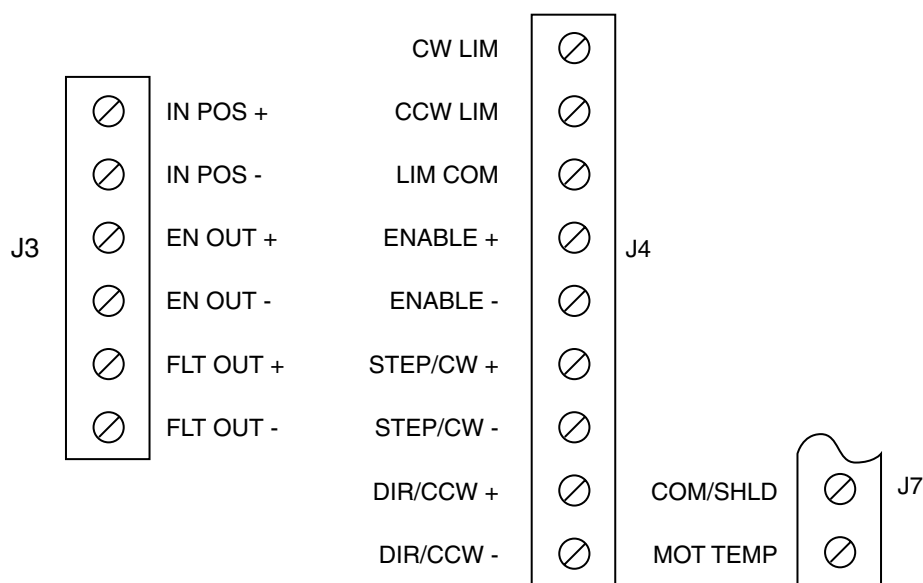 J3
IN POS +
IN POS -
EN OUT +
EN OUT -
FLT OUT +
FLT OUT -
CW LIM
CCW LIM
LIM COM
ENABLE +
ENABLE -
STEP/CW +
STEP/CW -
DIR/CCW +
DIR/CCW -
J4
COM/SHLD
MOT TEMP
J7